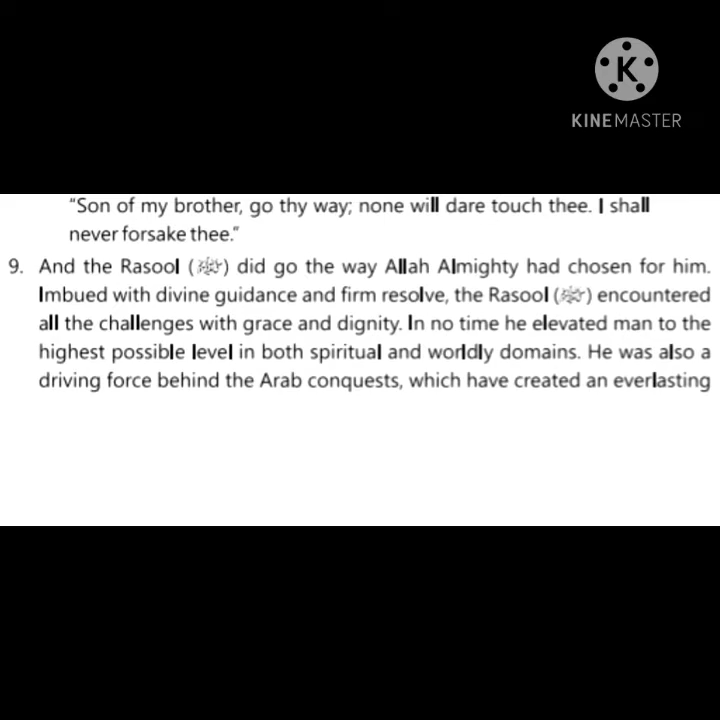 K
KINEMASTER
"Son of my brother, go thy way; none will dare touch thee. I shall
never forsake thee."
9. And the Rasool (ﷺ) did go the way Allah Almighty had chosen for him.
Imbued with divine guidance and firm resolve, the Rasool (ﷺ) encountered
all the challenges with grace and dignity. In no time he elevated man to the
highest possible level in both spiritual and worldly domains. He was also a
driving force behind the Arab conquests, which have created an everlasting